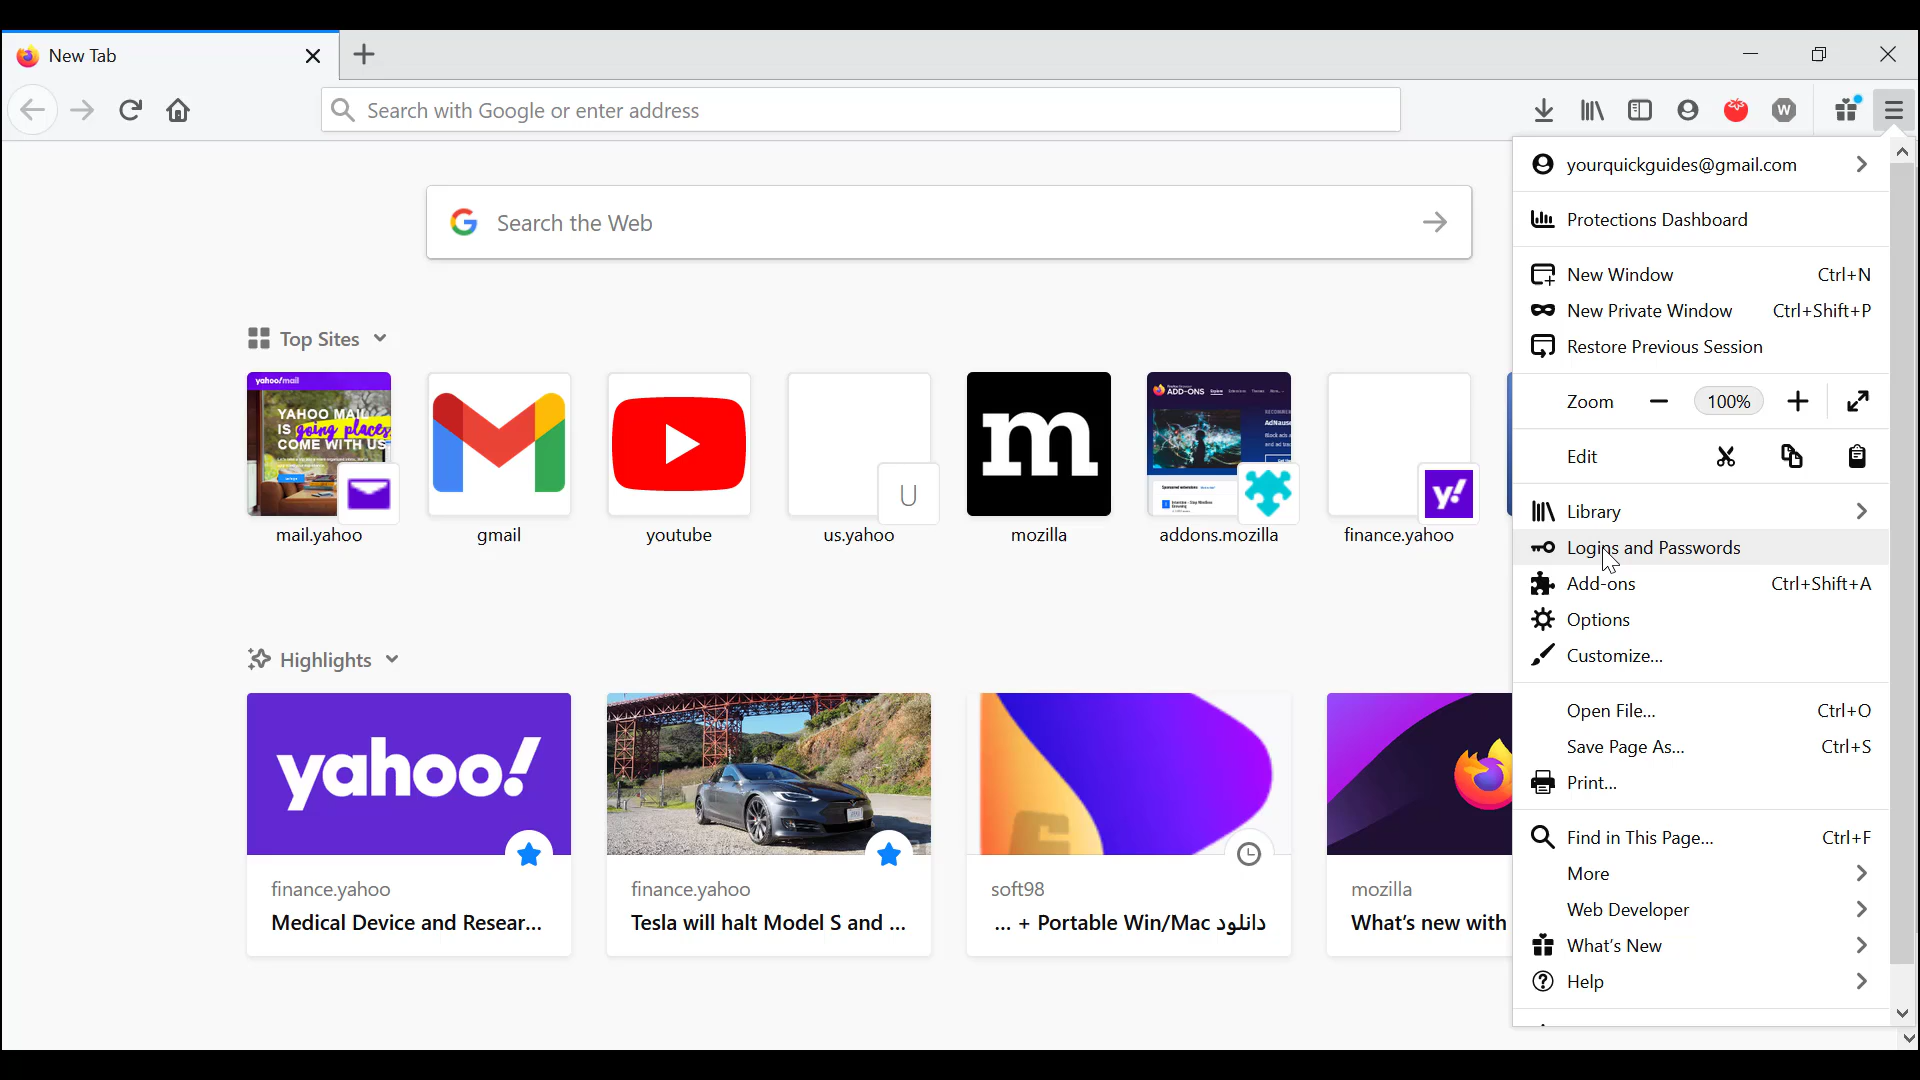 New Tab
Search with Google or enter address
W
yourquickguides@gmail.com
Search the Web
Protections Dashboard
New Window Ctrl+N
New Private Window Ctrl+Shift+P
Restore Previous Session
Zoom 100%
Edit
Library
Logins and Passwords
Add-ons Ctrl+Shift+A
Options
Customize...
Open File... Ctrl+O
Save Page As... Ctrl+S
Print...
Find in This Page... Ctrl+F
More
Web Developer
What's New
Help
Top Sites
yahoo!mail
YAHOO MAIL
IS going places,
COME WITH US
U
m
ADD-ONS
y!
mail.yahoo
gmail
youtube
us.yahoo
mozilla
addons.mozilla
finance.yahoo
Highlights
yahoo!
finance.yahoo
Medical Device and Resear...
finance.yahoo
Tesla will halt Model S and ...
soft98
... + Portable Win/Mac دانلود
mozilla
What's new with